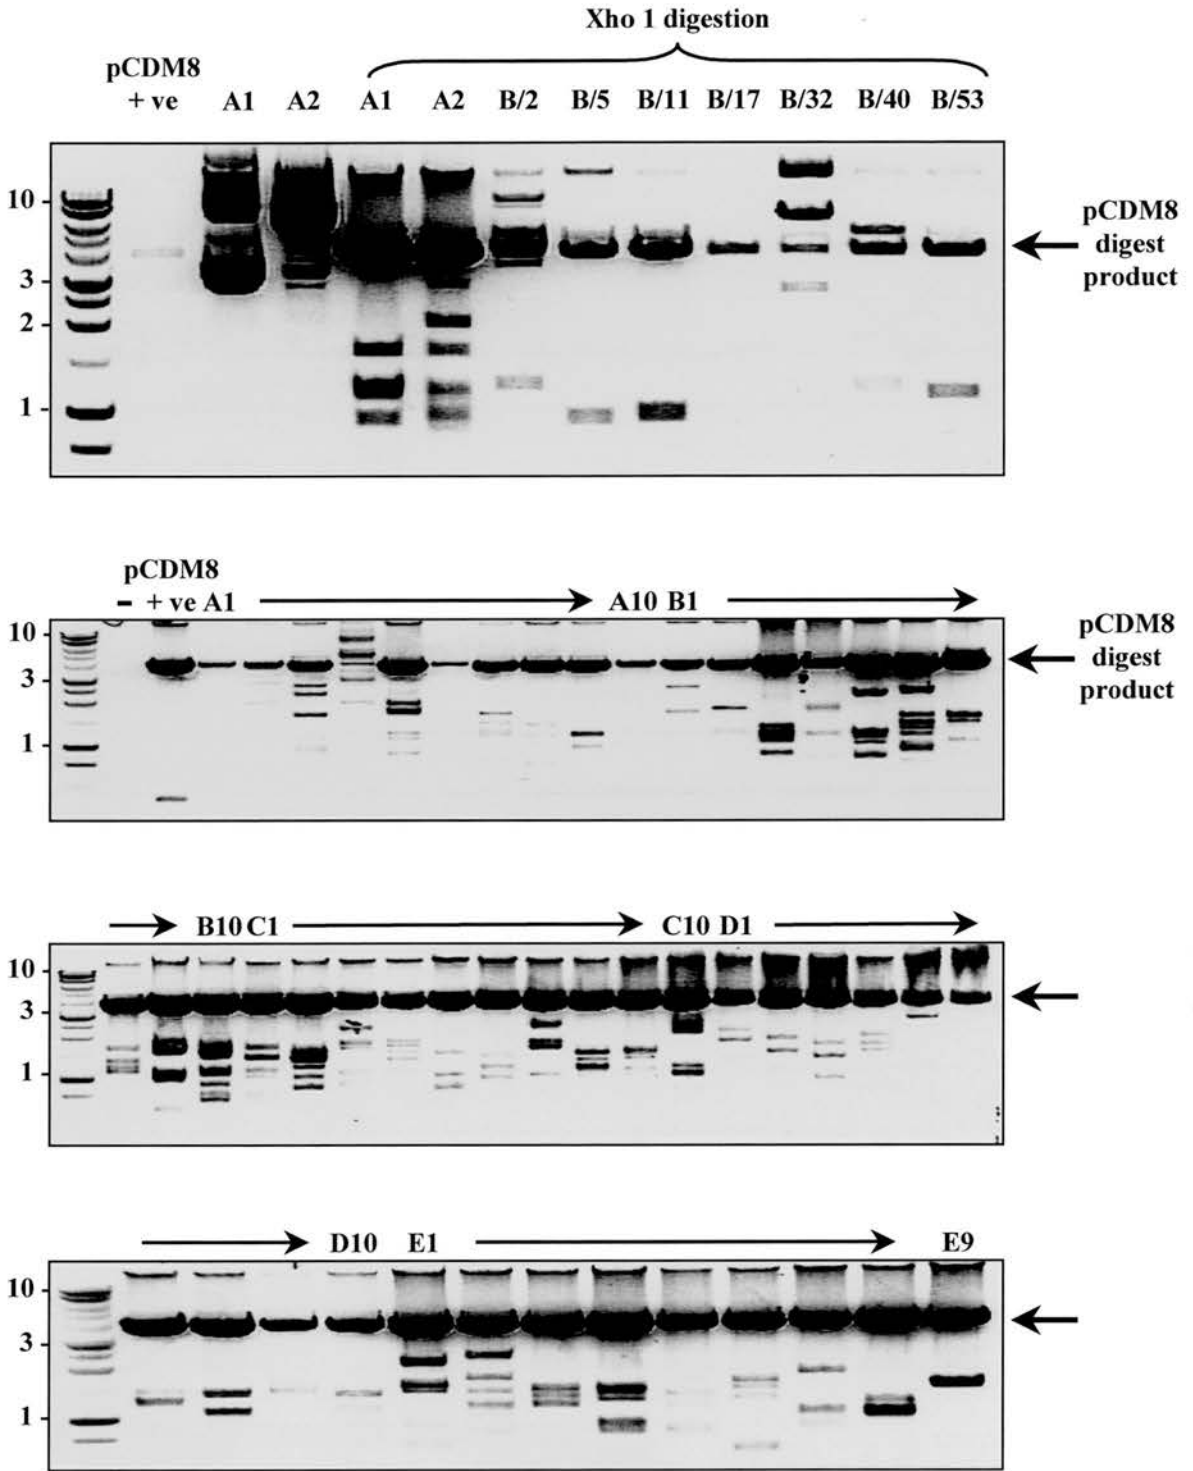 Xho 1 digestion
pCDM8
+ ve A1 A2 A1 A2 B/2 B/5 B/11 B/17 B/32 B/40 B/53
10
3
2
1
pCDM8
digest
product
pCDM8
- + ve A1 A10 B1
10
3
1
pCDM8
digest
product
B10 C1 C10 D1
10
3
1
D10 E1 E9
10
3
1